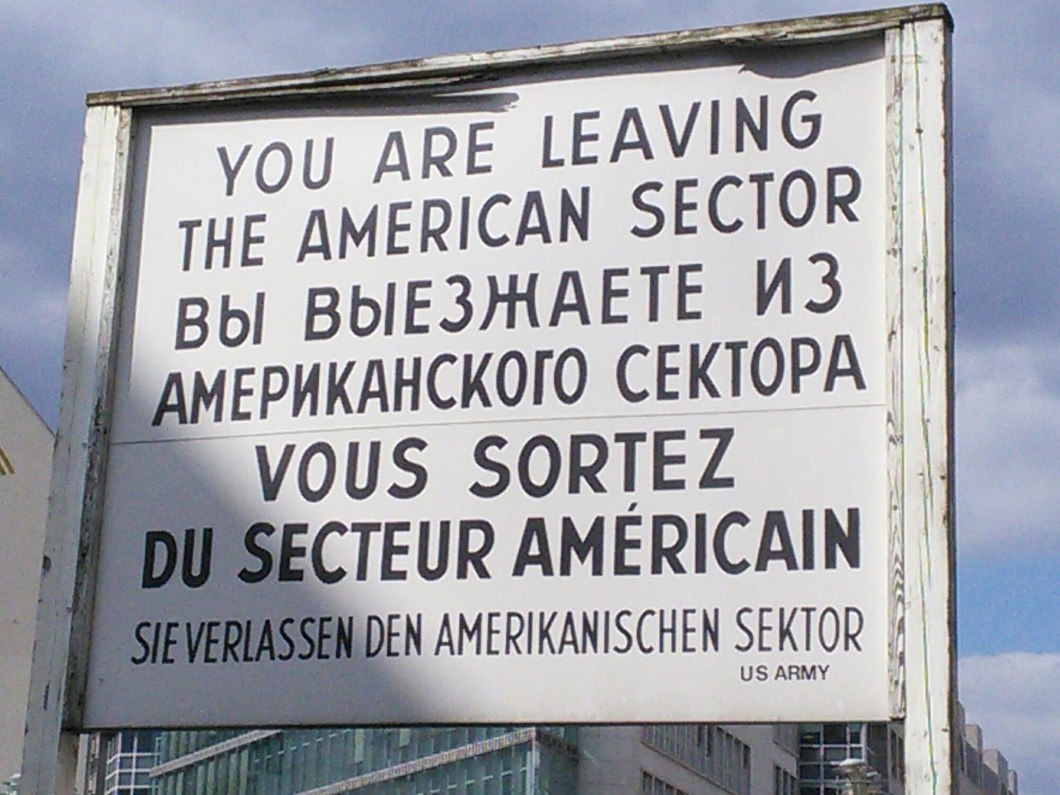 YOU ARE LEAVING
THE AMERICAN SECTOR
ВЫ ВЫЕЗЖАЕТЕ ИЗ
АМЕРИКАНСКОГО СЕКТОРА
VOUS SORTEZ
DU SECTEUR AMÉRICAIN
SIE VERLASSEN DEN AMERIKANISCHEN SEKTOR
US ARMY